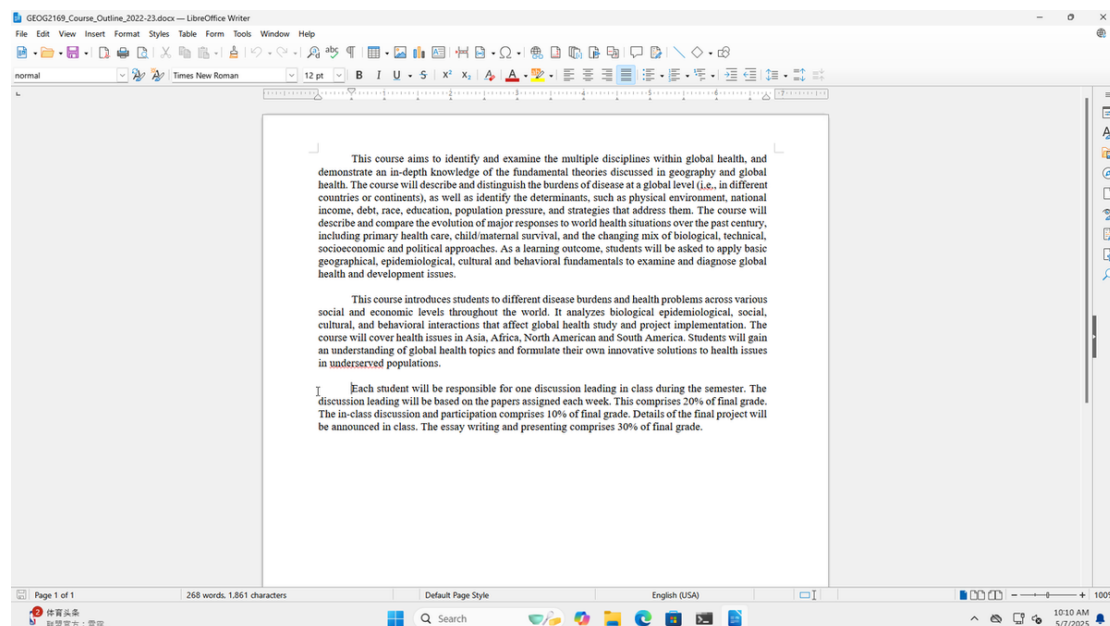 GEOG2169_Course_Outline_2022-23.docx — LibreOffice Writer
File Edit View Insert Format Styles Table Form Tools Window Help
normal Times New Roman 12 pt
This course aims to identify and examine the multiple disciplines within global health, and
demonstrate an in-depth knowledge of the fundamental theories discussed in geography and global
health. The course will describe and distinguish the burdens of disease at a global level (i.e., in different
countries or continents), as well as identify the determinants, such as physical environment, national
income, debt, race, education, population pressure, and strategies that address them. The course will
describe and compare the evolution of major responses to world health situations over the past century,
including primary health care, child/maternal survival, and the changing mix of biological, technical,
socioeconomic and political approaches. As a learning outcome, students will be asked to apply basic
geographical, epidemiological, cultural and behavioral fundamentals to examine and diagnose global
health and development issues.
This course introduces students to different disease burdens and health problems across various
social and economic levels throughout the world. It analyzes biological epidemiological, social,
cultural, and behavioral interactions that affect global health study and project implementation. The
course will cover health issues in Asia, Africa, North American and South America. Students will gain
an understanding of global health topics and formulate their own innovative solutions to health issues
in underserved populations.
Each student will be responsible for one discussion leading in class during the semester. The
discussion leading will be based on the papers assigned each week. This comprises 20% of final grade.
The in-class discussion and participation comprises 10% of final grade. Details of the final project will
be announced in class. The essay writing and presenting comprises 30% of final grade.
Page 1 of 1 268 words, 1,861 characters Default Page Style English (USA) 100%
2 体育头条
Search
10:10 AM
5/7/2025